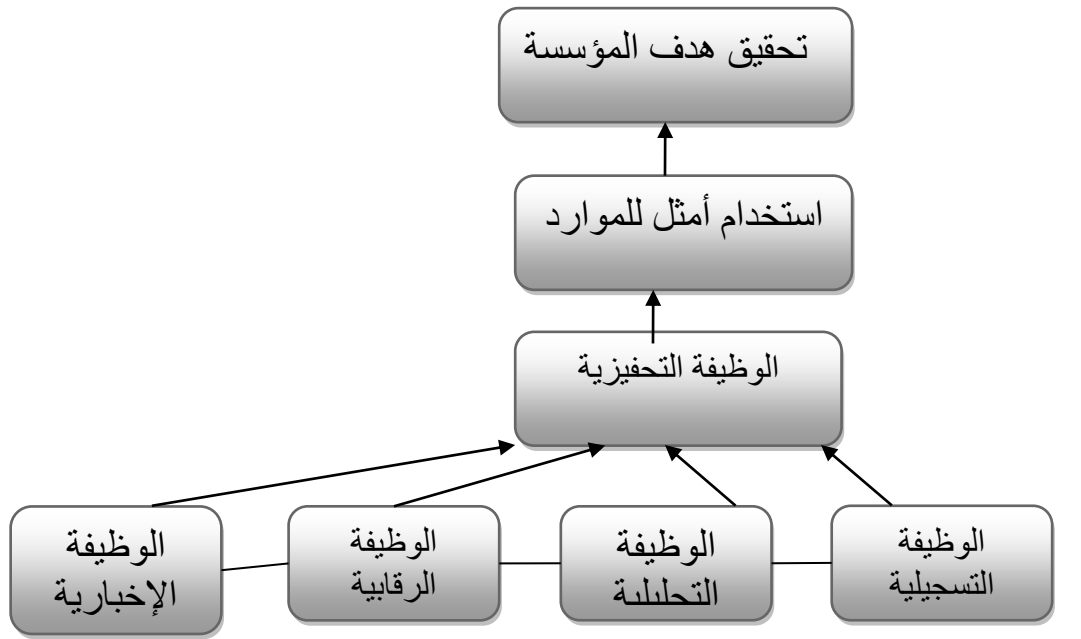 تحقيق هدف المؤسسة
استخدام أمثل للموارد
الوظيفة التحفيزية
الوظيفة
التسجيلية
الوظيفة
التحليلية
الوظيفة
الرقابية
الوظيفة
الإخبارية